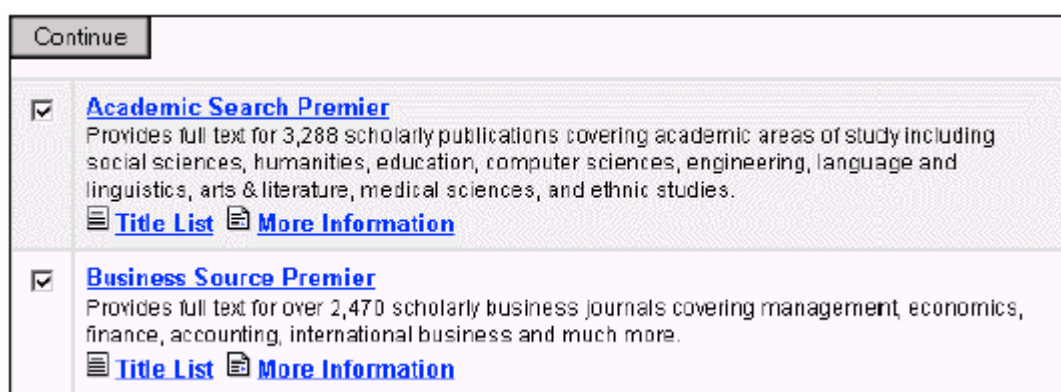 Continue
Academic Search Premier
Provides full text for 3,288 scholarly publications covering academic areas of study including
social sciences, humanities, education, computer sciences, engineering, language and
linguistics, arts & literature, medical sciences, and ethnic studies.
Title List More Information
Business Source Premier
Provides full text for over 2,470 scholarly business journals covering management, economics,
finance, accounting, international business and much more.
Title List More Information